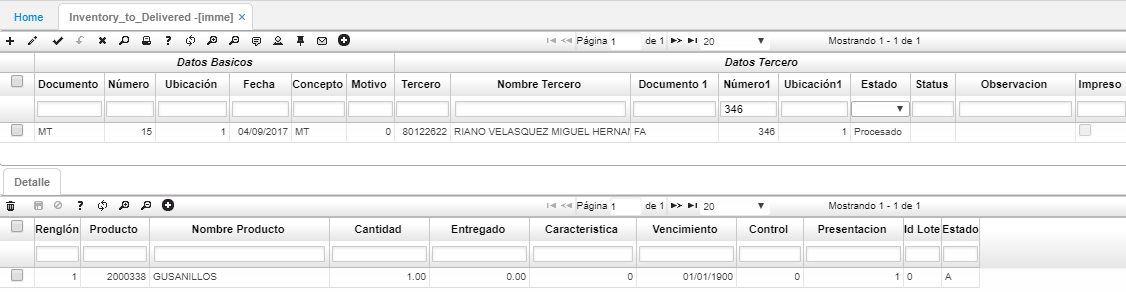 Home Inventory_to_Delivered -[imme] ×
Página 1 de 1 20 Mostrando 1 - 1 de 1
Datos Basicos Datos Tercero
Documento Número Ubicación Fecha Concepto Motivo Tercero Nombre Tercero Documento 1 Número1 Ubicación1 Estado Status Observacion Impreso
346
MT 15 1 04/09/2017 MT 0 80122622 RIANO VELASQUEZ MIGUEL HERNAN FA 346 1 Procesado
Detalle
Página 1 de 1 20 Mostrando 1 - 1 de 1
Renglón Producto Nombre Producto Cantidad Entregado Caracteristica Vencimiento Control Presentacion Id Lote Estado
1 2000338 GUSANILLOS 1.00 0.00 0 01/01/1900 0 1 0 A